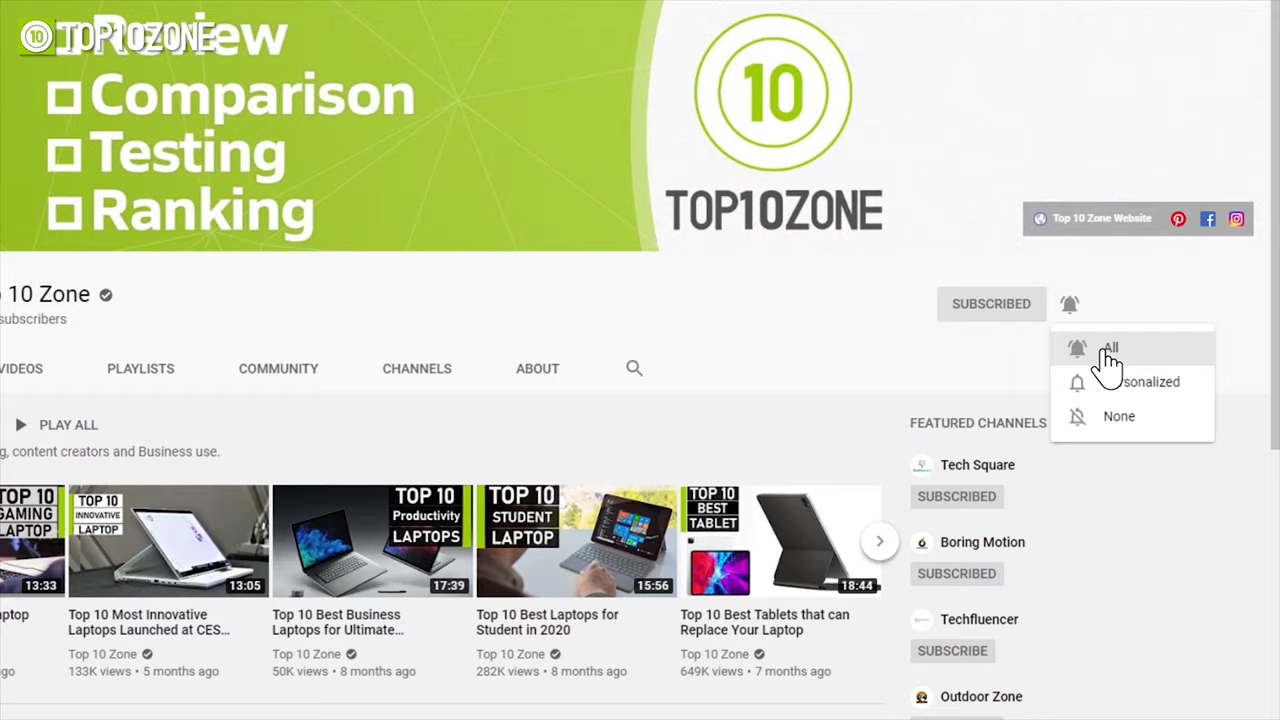 TOP10ZONE
Review
Comparison
Testing
Ranking
10
TOP10ZONE
Top 10 Zone Website
10 Zone
subscribers
SUBSCRIBED
All
Personalized
None
VIDEOS
PLAYLISTS
COMMUNITY
CHANNELS
ABOUT
PLAY ALL
g, content creators and Business use.
TOP 10
GAMING
LAPTOP
13:33
TOP 10
INNOVATIVE
LAPTOP
13:05
TOP 10
Productivity
LAPTOPS
17:39
TOP 10
STUDENT
LAPTOP
15:56
TOP 10
BEST
TABLET
18:44
aptop
ago
Top 10 Most Innovative
Laptops Launched at CES...
Top 10 Zone
133K views • 5 months ago
Top 10 Best Business
Laptops for Ultimate...
Top 10 Zone
50K views • 8 months ago
Top 10 Best Laptops for
Student in 2020
Top 10 Zone
282K views • 8 months ago
Top 10 Best Tablets that can
Replace Your Laptop
Top 10 Zone
649K views • 7 months ago
FEATURED CHANNELS
Tech Square
SUBSCRIBED
Boring Motion
SUBSCRIBED
Techfluencer
SUBSCRIBE
Outdoor Zone